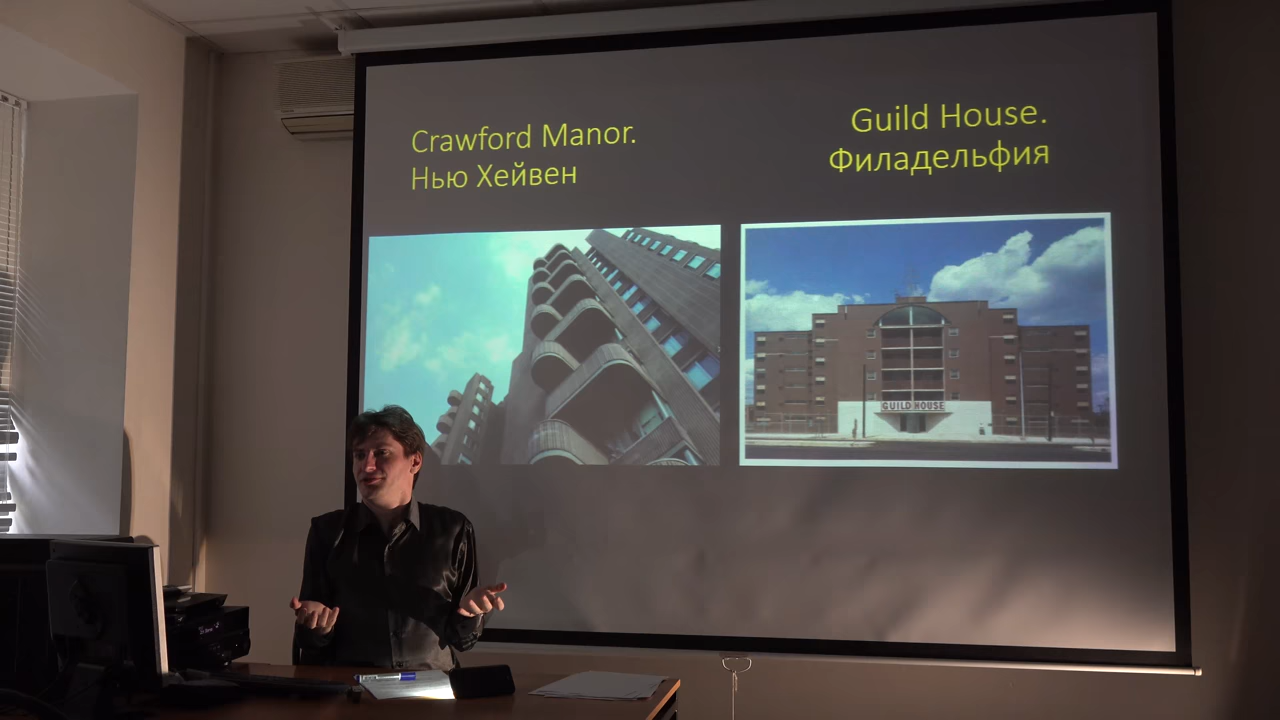 Crawford Manor.
Нью Хейвен
Guild House.
Филадельфия
GUILD HOUSE